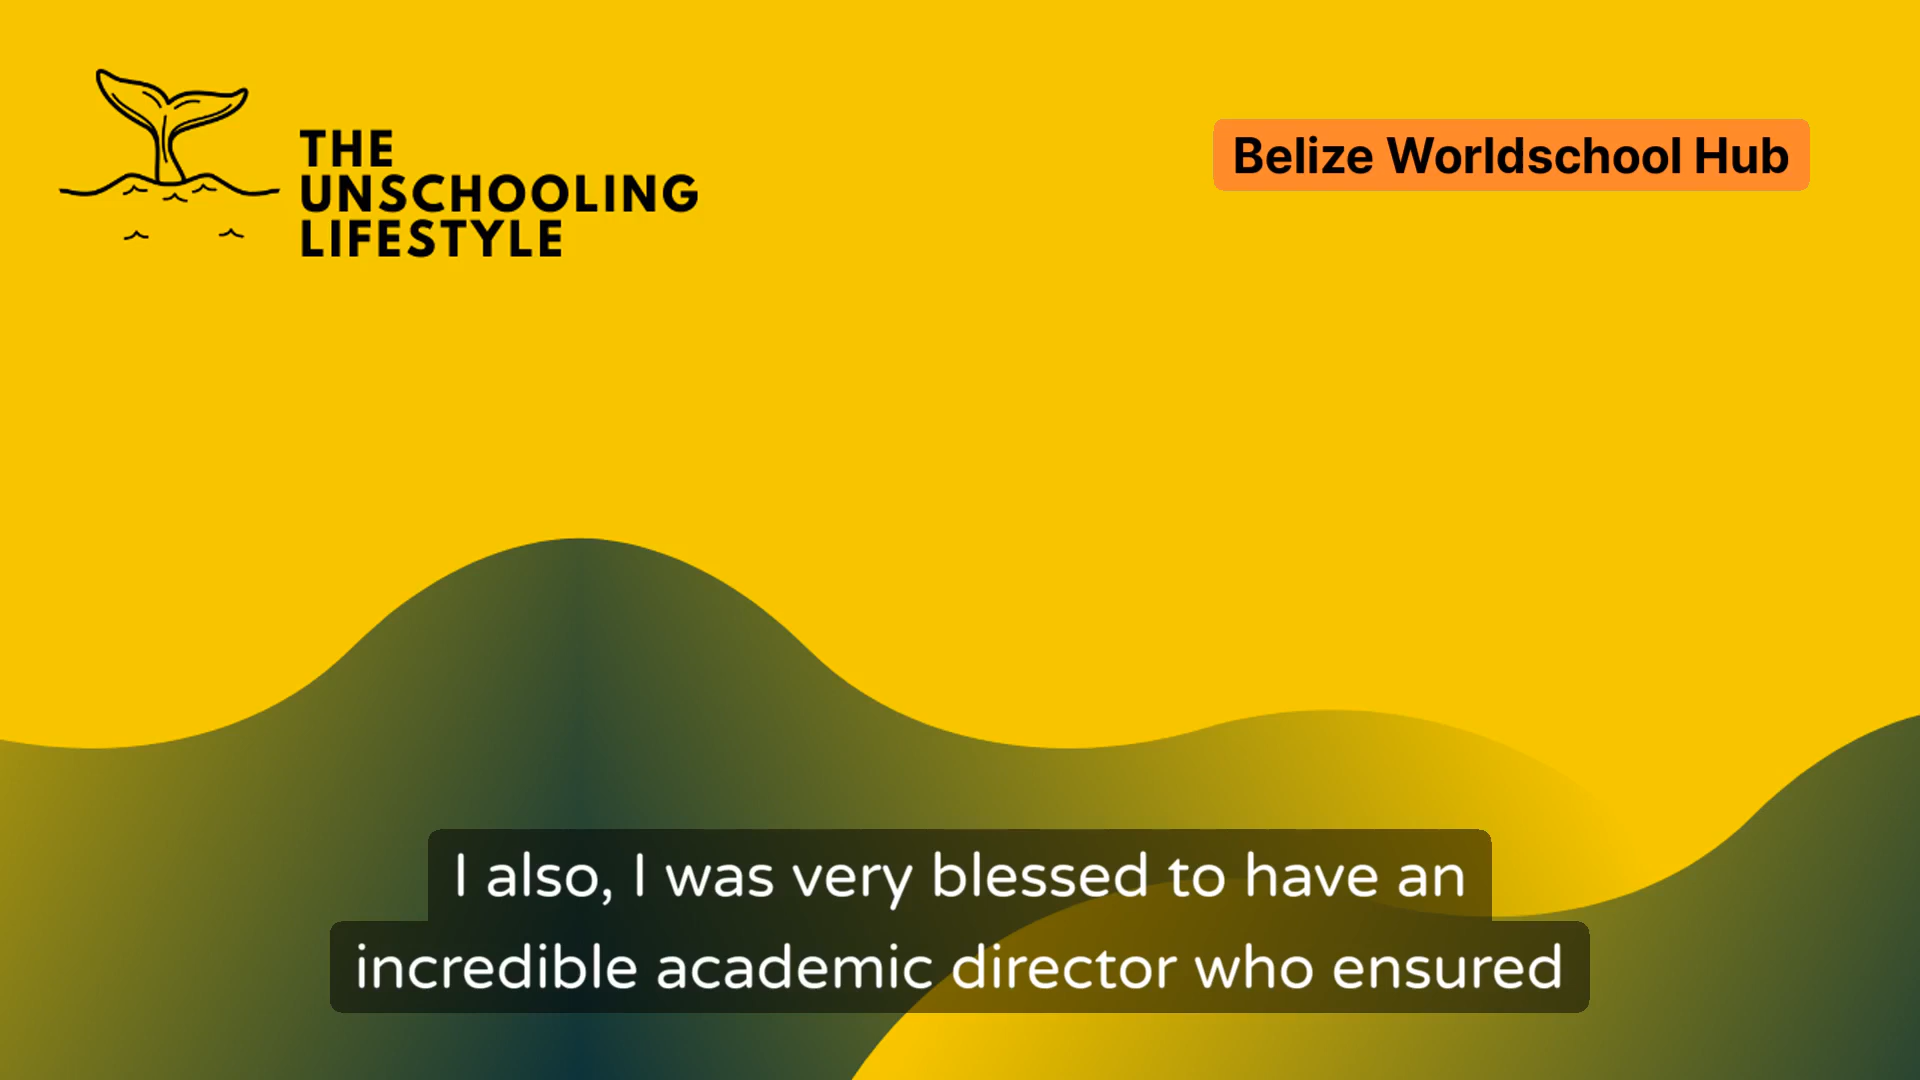 THE
UNSCHOOLING
LIFESTYLE
Belize Worldschool Hub
I also, I was very blessed to have an
incredible academic director who ensured